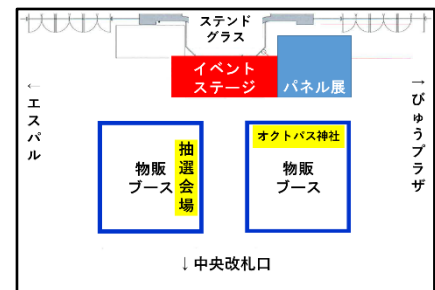 ステンド
グラス
イベント
ステージ
パネル展
←エスパル
→びゅうプラザ
物販
ブース
抽選会場
オクトパス神社
物販
ブース
↓中央改札口